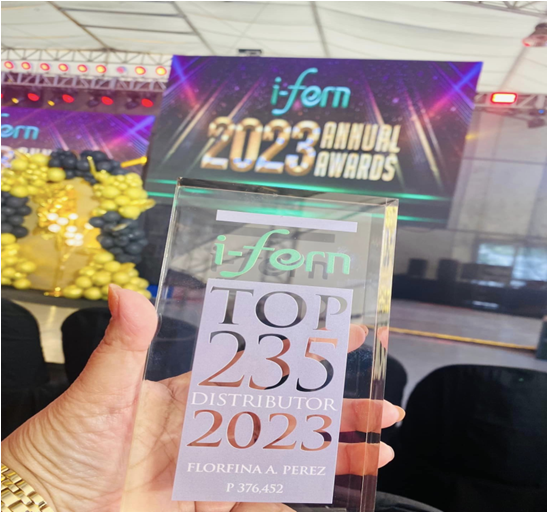 i-fern
2023 ANNUAL
AWARDS
i-fern
TOP
235
DISTRIBUTOR
2023
FLORFINA A. PEREZ
P 376,452